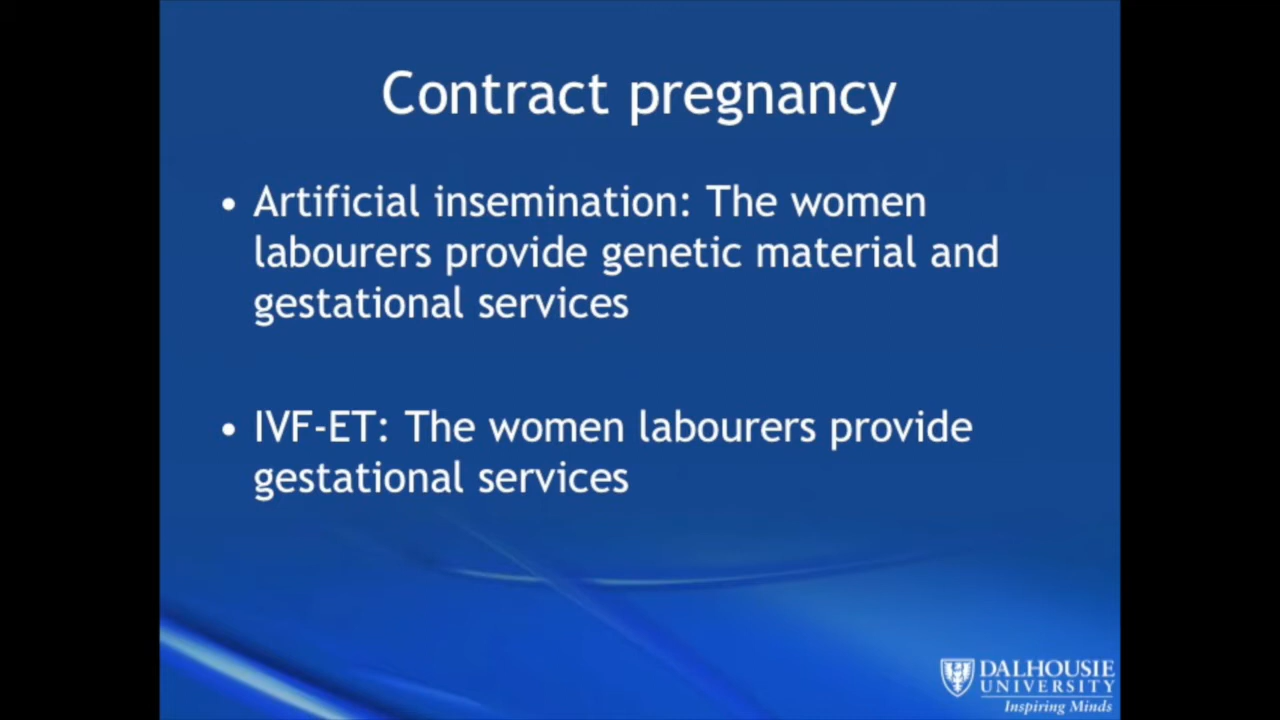 Contract pregnancy
• Artificial insemination: The women
labourers provide genetic material and
gestational services
• IVF-ET: The women labourers provide
gestational services
DALHOUSIE
UNIVERSITY
Inspiring Minds